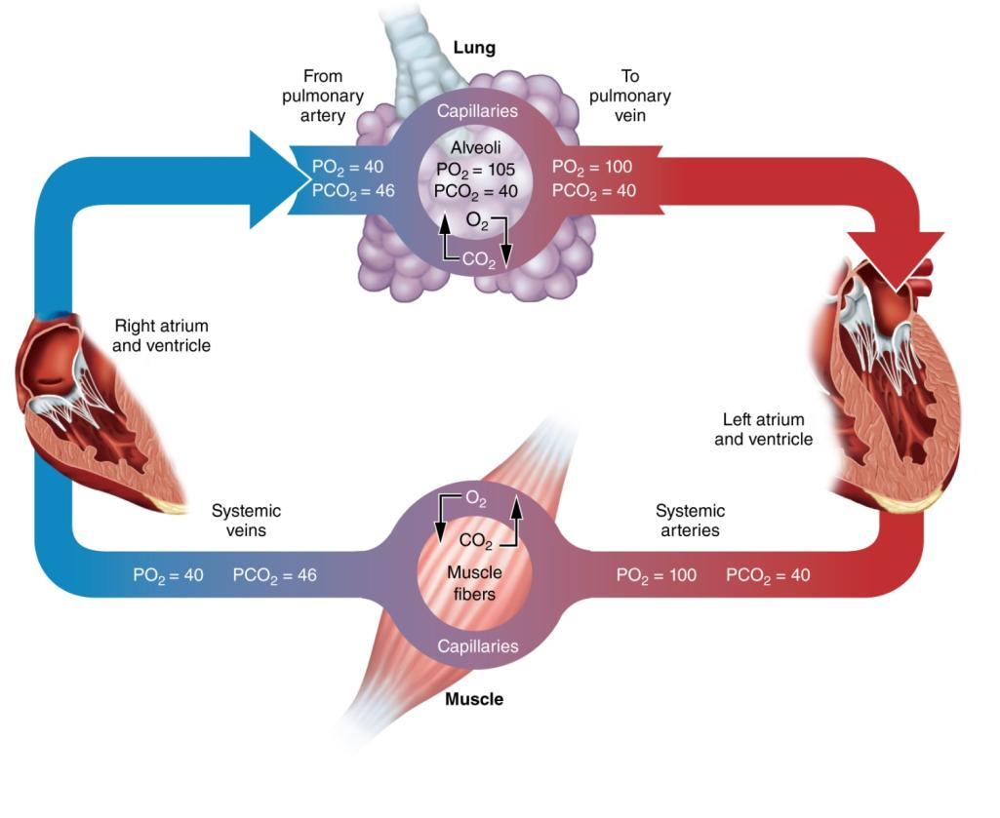 Lung
From
pulmonary
artery
To
pulmonary
vein
Capillaries
Alveoli
PO₂ = 105
PCO₂ = 40
PO₂ = 40
PCO₂ = 46
PO₂ = 100
PCO₂ = 40
O₂
CO₂
Right atrium
and ventricle
Left atrium
and ventricle
Systemic
veins
Systemic
arteries
O₂
CO₂
Muscle
fibers
PO₂ = 40 PCO₂ = 46
PO₂ = 100 PCO₂ = 40
Capillaries
Muscle